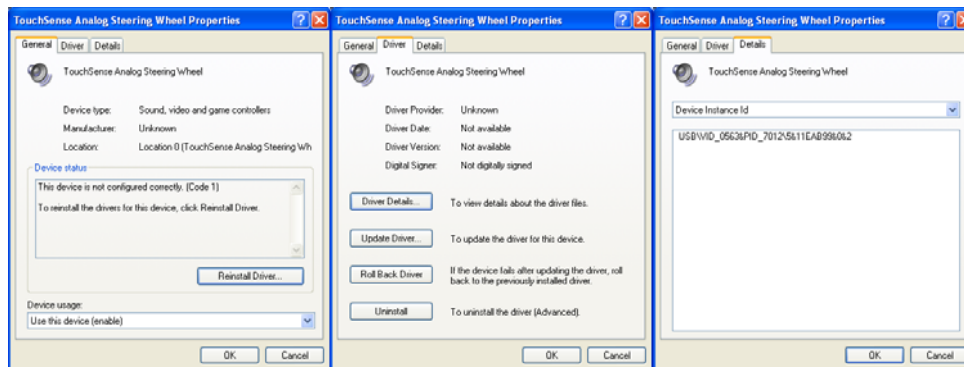 TouchSense Analog Steering Wheel Properties
General Driver Details
TouchSense Analog Steering Wheel
Device type: Sound, video and game controllers
Manufacturer: Unknown
Location: Location 0 (TouchSense Analog Steering Wh
Device status
This device is not configured correctly. (Code 1)
To reinstall the drivers for this device, click Reinstall Driver.
Reinstall Driver...
Device usage:
Use this device (enable)
OK Cancel
TouchSense Analog Steering Wheel Properties
General Driver Details
TouchSense Analog Steering Wheel
Driver Provider: Unknown
Driver Date: Not available
Driver Version: Not available
Digital Signer: Not digitally signed
Driver Details... To view details about the driver files.
Update Driver... To update the driver for this device.
Roll Back Driver If the device fails after updating the driver, roll
back to the previously installed driver.
Uninstall To uninstall the driver (Advanced).
OK Cancel
TouchSense Analog Steering Wheel Properties
General Driver Details
TouchSense Analog Steering Wheel
Device Instance Id
USB\VID_056E&PID_7012\5&11EAB99&0&2
OK Cancel